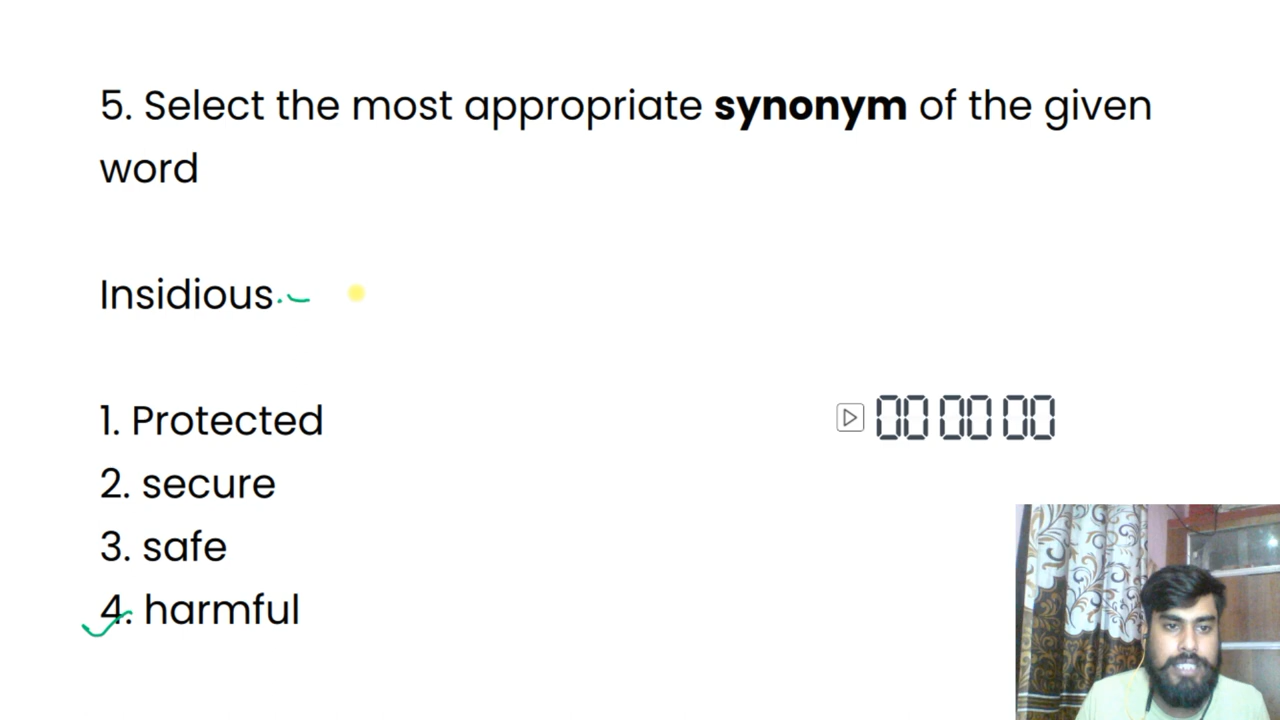 5. Select the most appropriate synonym of the given
word
Insidious
1. Protected
2. secure
3. safe
4. harmful
00 00 00